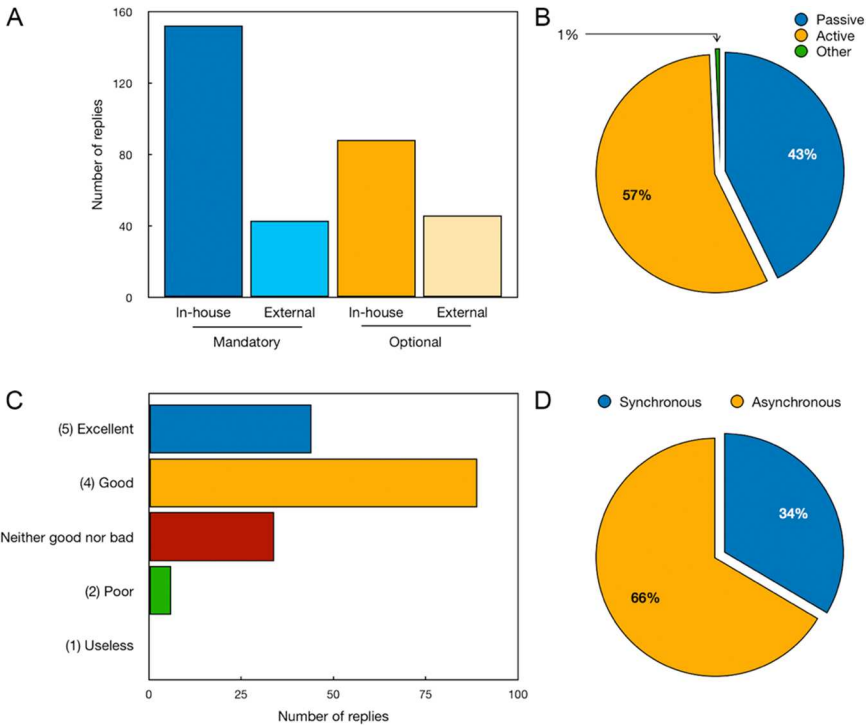 A
160
120
80
40
0
Number of replies
In-house
External
In-house
External
Mandatory
Optional
B
1%
Passive
Active
Other
43%
57%
C
(5) Excellent
(4) Good
Neither good nor bad
(2) Poor
(1) Useless
0
25
50
75
100
Number of replies
D
Synchronous
Asynchronous
34%
66%